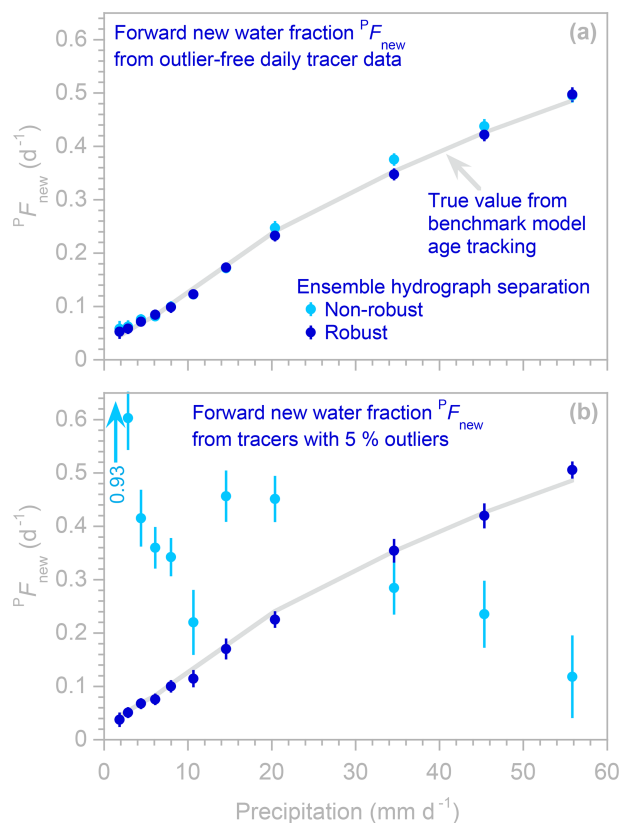 Forward new water fraction ᴾFnew
from outlier-free daily tracer data
(a)
0.6
0.5
0.4
0.3
0.2
0.1
0
ᴾFnew (d⁻¹)
True value from
benchmark model
age tracking
Ensemble hydrograph separation
Non-robust
Robust
Forward new water fraction ᴾFnew
from tracers with 5 % outliers
(b)
0.93
0.6
0.5
0.4
0.3
0.2
0.1
0
ᴾFnew (d⁻¹)
0 10 20 30 40 50 60
Precipitation (mm d⁻¹)